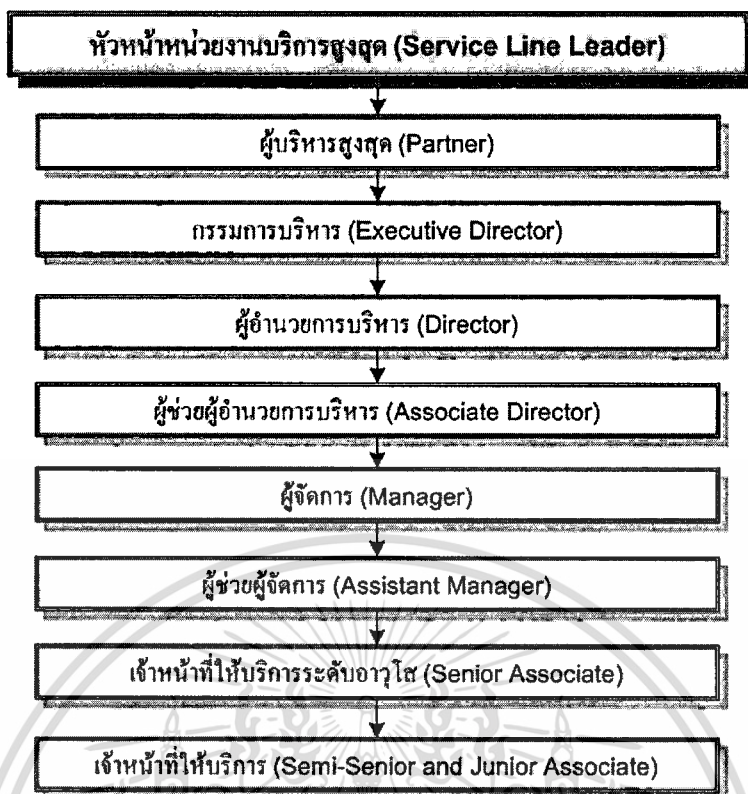 หัวหน้าหน่วยงานบริการสูงสุด (Service Line Leader)
ผู้บริหารสูงสุด (Partner)
กรรมการบริหาร (Executive Director)
ผู้อำนวยการบริหาร (Director)
ผู้ช่วยผู้อำนวยการบริหาร (Associate Director)
ผู้จัดการ (Manager)
ผู้ช่วยผู้จัดการ (Assistant Manager)
เจ้าหน้าที่ให้บริการระดับอาวุโส (Senior Associate)
เจ้าหน้าที่ให้บริการ (Semi-Senior and Junior Associate)